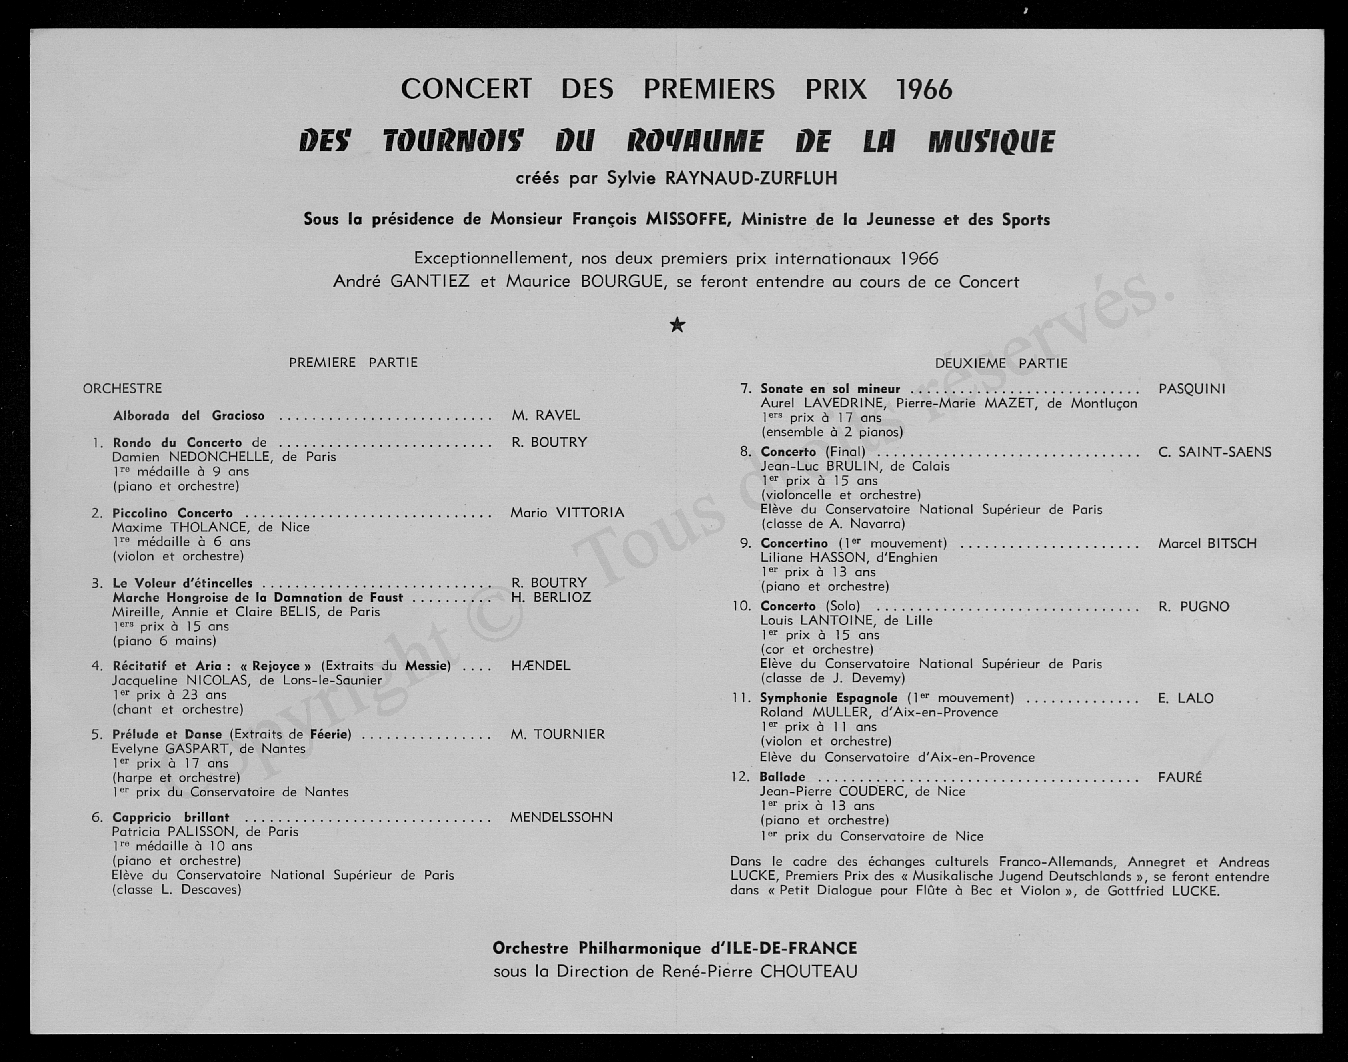 CONCERT DES PREMIERS PRIX 1966
DES TOURNOIS DU ROYAUME DE LA MUSIQUE
créés par Sylvie RAYNAUD-ZURFLUH
Sous la présidence de Monsieur François MISSOFFE, Ministre de la Jeunesse et des Sports
Exceptionnellement, nos deux premiers prix internationaux 1966
André GANTIEZ et Maurice BOURGUE, se feront entendre au cours de ce Concert
★
PREMIERE PARTIE
ORCHESTRE
Alborada del Gracioso .......................... M. RAVEL
1. Rondo du Concerto de .......................... R. BOUTRY
Damien NEDONCHELLE, de Paris
1re médaille à 9 ans
(piano et orchestre)
2. Piccolino Concerto .............................. Mario VITTORIA
Maxime THOLANCE, de Nice
1re médaille à 6 ans
(violon et orchestre)
3. Le Voleur d'étincelles ............................ R. BOUTRY
Marche Hongroise de la Damnation de Faust .......... H. BERLIOZ
Mireille, Annie et Claire BELIS, de Paris
1ers prix à 15 ans
(piano 6 mains)
4. Récitatif et Aria : « Rejoyce » (Extraits du Messie) .... HÆNDEL
Jacqueline NICOLAS, de Lons-le-Saunier
1er prix à 23 ans
(chant et orchestre)
5. Prélude et Danse (Extraits de Féerie) ................ M. TOURNIER
Evelyne GASPART, de Nantes
1er prix à 17 ans
(harpe et orchestre)
1er prix du Conservatoire de Nantes
6. Cappricio brillant .............................. MENDELSSOHN
Patricia PALISSON, de Paris
1re médaille à 10 ans
(piano et orchestre)
Elève du Conservatoire National Supérieur de Paris
(classe L. Descaves)
DEUXIEME PARTIE
7. Sonate en sol mineur ............................ PASQUINI
Aurel LAVEDRINE, Pierre-Marie MAZET, de Montluçon
1ers prix à 17 ans
(ensemble à 2 pianos)
8. Concerto (Final) ................................ C. SAINT-SAENS
Jean-Luc BRULIN, de Calais
1er prix à 15 ans
(violoncelle et orchestre)
Elève du Conservatoire National Supérieur de Paris
(classe de A. Navarra)
9. Concertino (1er mouvement) ...................... Marcel BITSCH
Liliane HASSON, d'Enghien
1er prix à 13 ans
(piano et orchestre)
10. Concerto (Solo) ................................ R. PUGNO
Louis LANTOINE, de Lille
1er prix à 15 ans
(cor et orchestre)
Elève du Conservatoire National Supérieur de Paris
(classe de J. Devemy)
11. Symphonie Espagnole (1er mouvement) .............. E. LALO
Roland MULLER, d'Aix-en-Provence
1er prix à 11 ans
(violon et orchestre)
Elève du Conservatoire d'Aix-en-Provence
12. Ballade ....................................... FAURÉ
Jean-Pierre COUDERC, de Nice
1er prix à 13 ans
(piano et orchestre)
1er prix du Conservatoire de Nice
Dans le cadre des échanges culturels Franco-Allemands, Annegret et Andreas
LUCKE, Premiers Prix des « Musikalische Jugend Deutschlands », se feront entendre
dans « Petit Dialogue pour Flûte à Bec et Violon », de Gottfried LUCKE.
Orchestre Philharmonique d'ILE-DE-FRANCE
sous la Direction de René-Pierre CHOUTEAU
Copyright © Tous droits réservés.